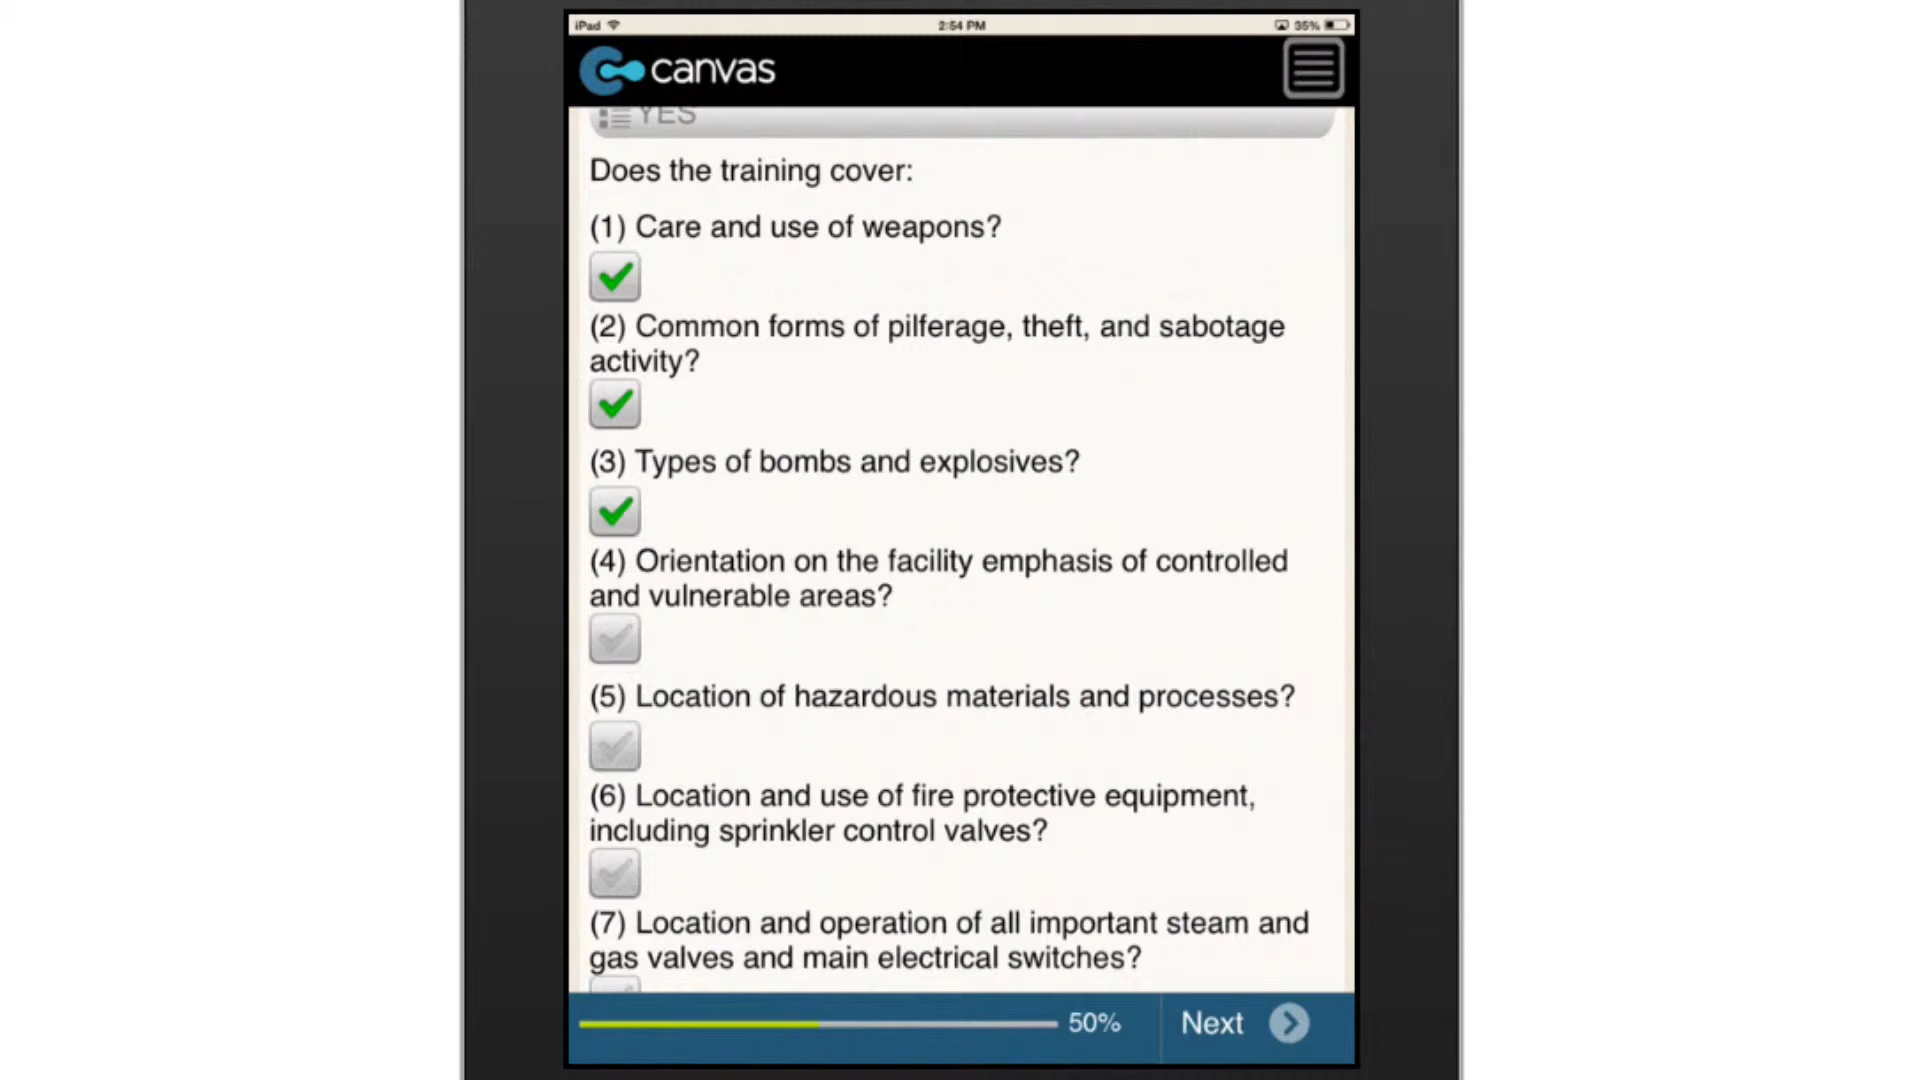 iPad
2:54 PM
35%
canvas
YES
Does the training cover:
(1) Care and use of weapons?
(2) Common forms of pilferage, theft, and sabotage
activity?
(3) Types of bombs and explosives?
(4) Orientation on the facility emphasis of controlled
and vulnerable areas?
(5) Location of hazardous materials and processes?
(6) Location and use of fire protective equipment,
including sprinkler control valves?
(7) Location and operation of all important steam and
gas valves and main electrical switches?
50%
Next